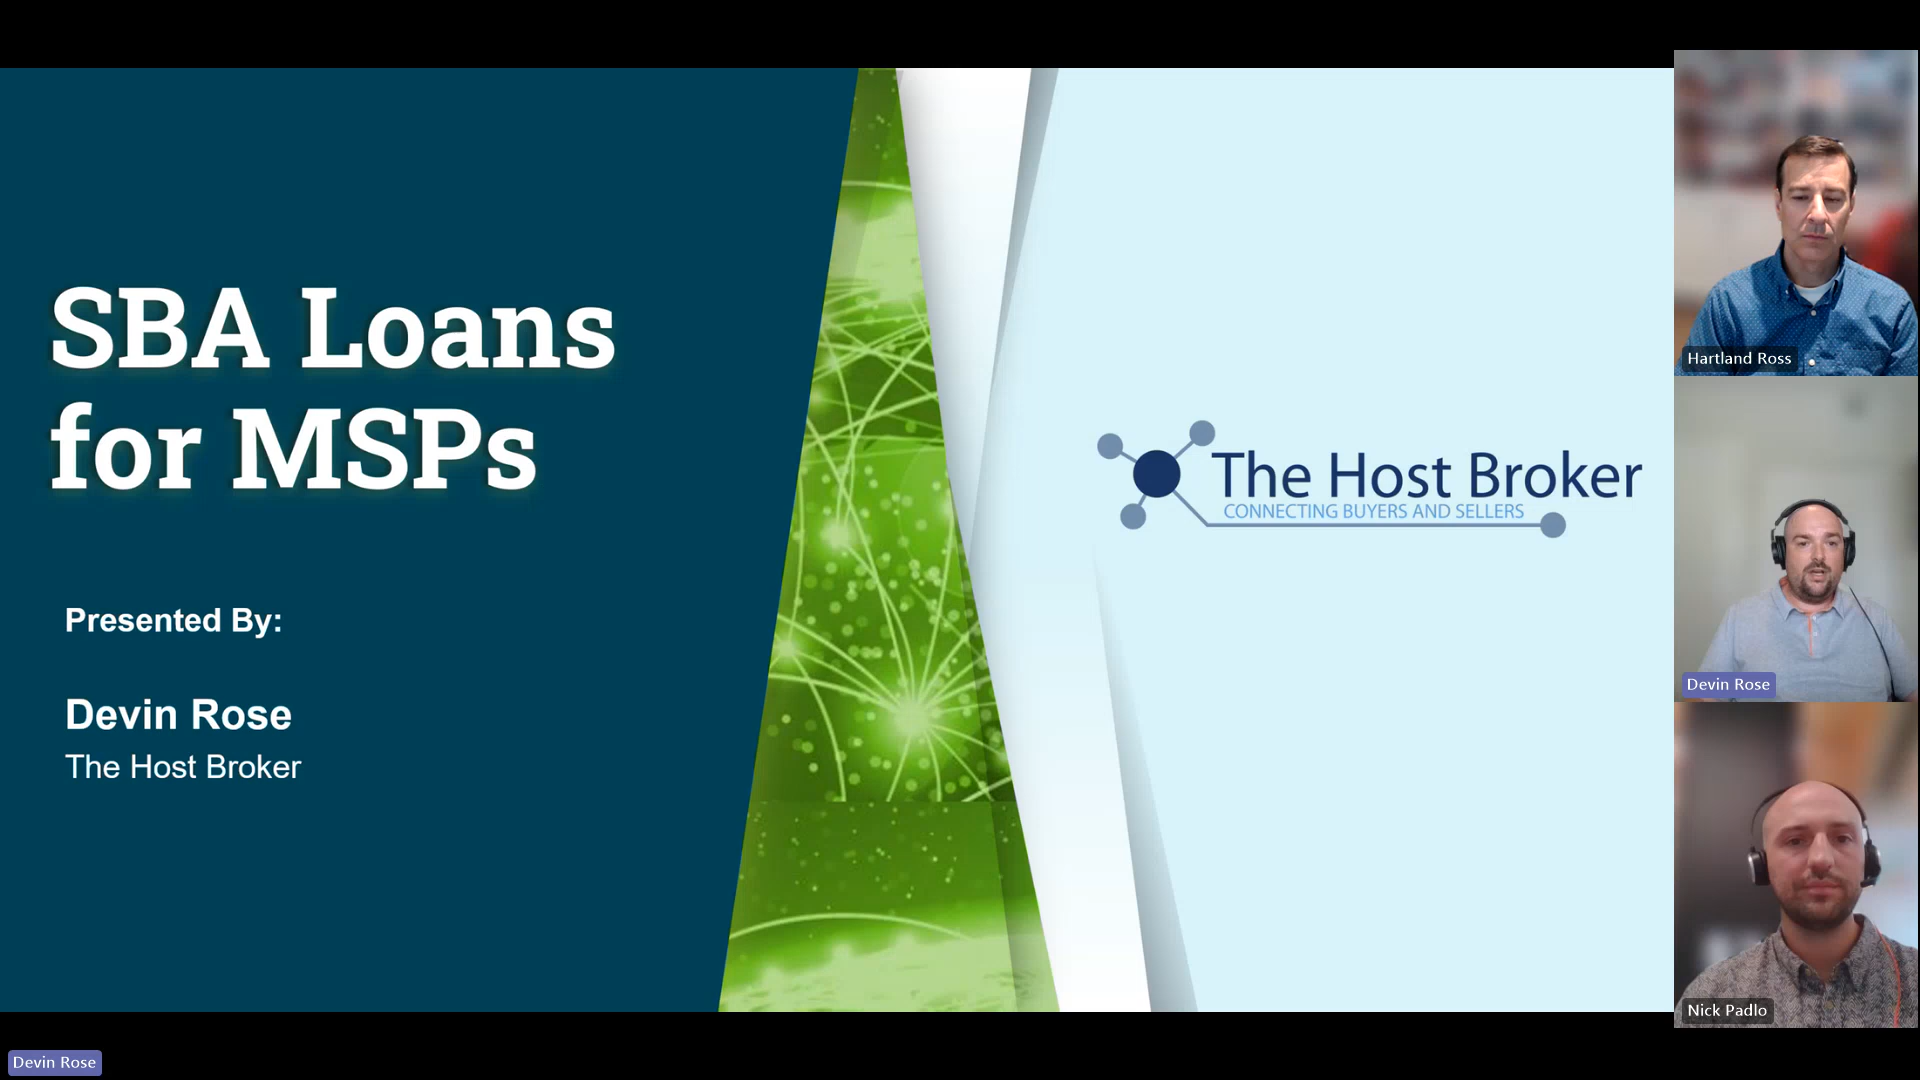 SBA Loans
for MSPs
Presented By:
Devin Rose
The Host Broker
The Host Broker
CONNECTING BUYERS AND SELLERS
Hartland Ross
Devin Rose
Nick Padlo
Devin Rose